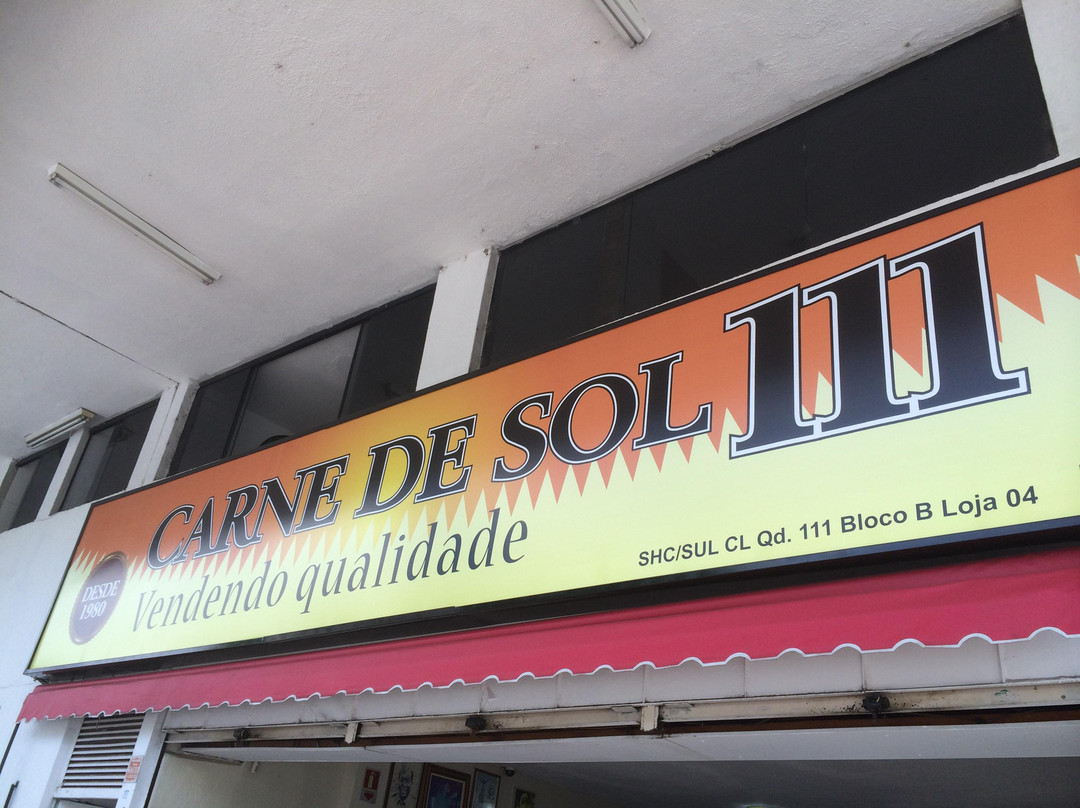 CARNE DE SOL 111
DESDE
1980
Vendendo qualidade
SHC/SUL CL Qd. 111 Bloco B Loja 04